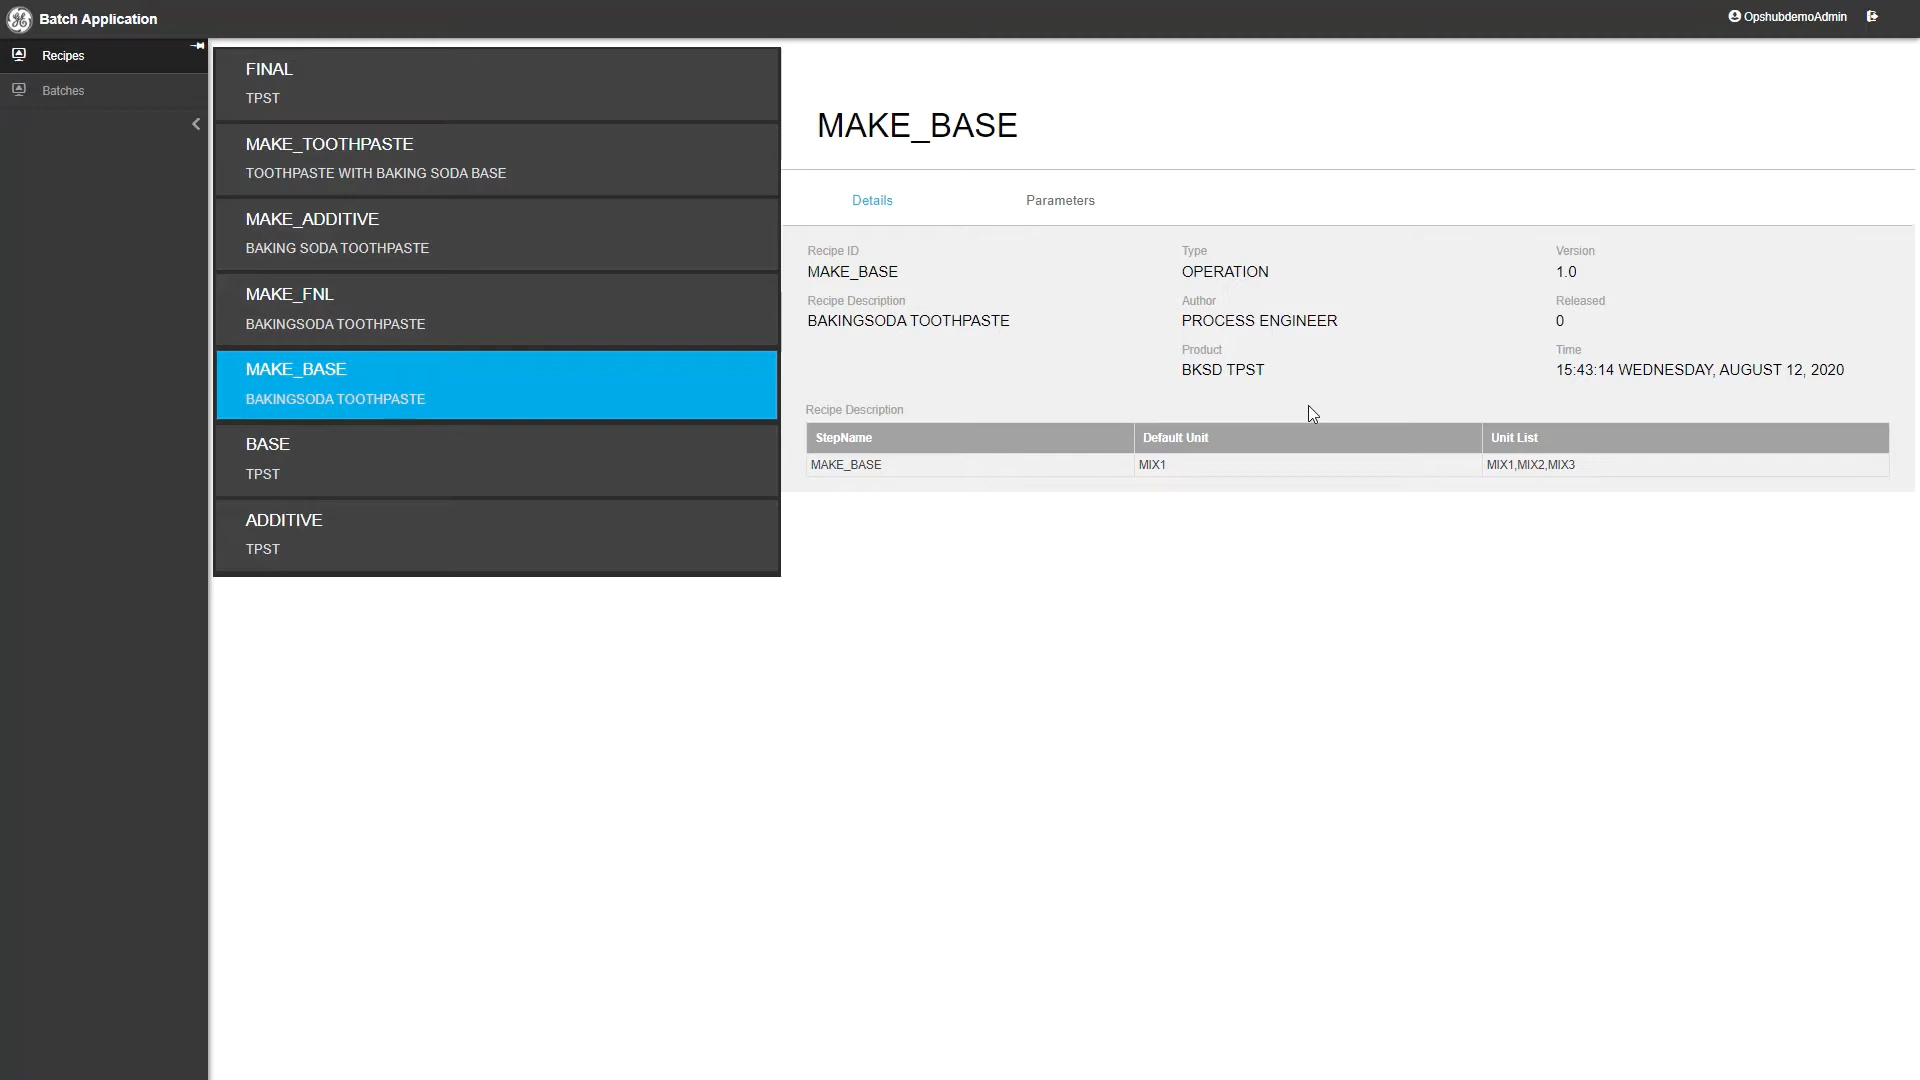 Batch Application
OpshubdemoAdmin
Recipes
Batches
FINAL
TPST
MAKE_TOOTHPASTE
TOOTHPASTE WITH BAKING SODA BASE
MAKE_ADDITIVE
BAKING SODA TOOTHPASTE
MAKE_FNL
BAKINGSODA TOOTHPASTE
MAKE_BASE
BAKINGSODA TOOTHPASTE
BASE
TPST
ADDITIVE
TPST
MAKE_BASE
Details Parameters
Recipe ID Type Version
MAKE_BASE OPERATION 1.0
Recipe Description Author Released
BAKINGSODA TOOTHPASTE PROCESS ENGINEER 0
Product Time
BKSD TPST 15:43:14 WEDNESDAY, AUGUST 12, 2020
Recipe Description
StepName Default Unit Unit List
MAKE_BASE MIX1 MIX1,MIX2,MIX3